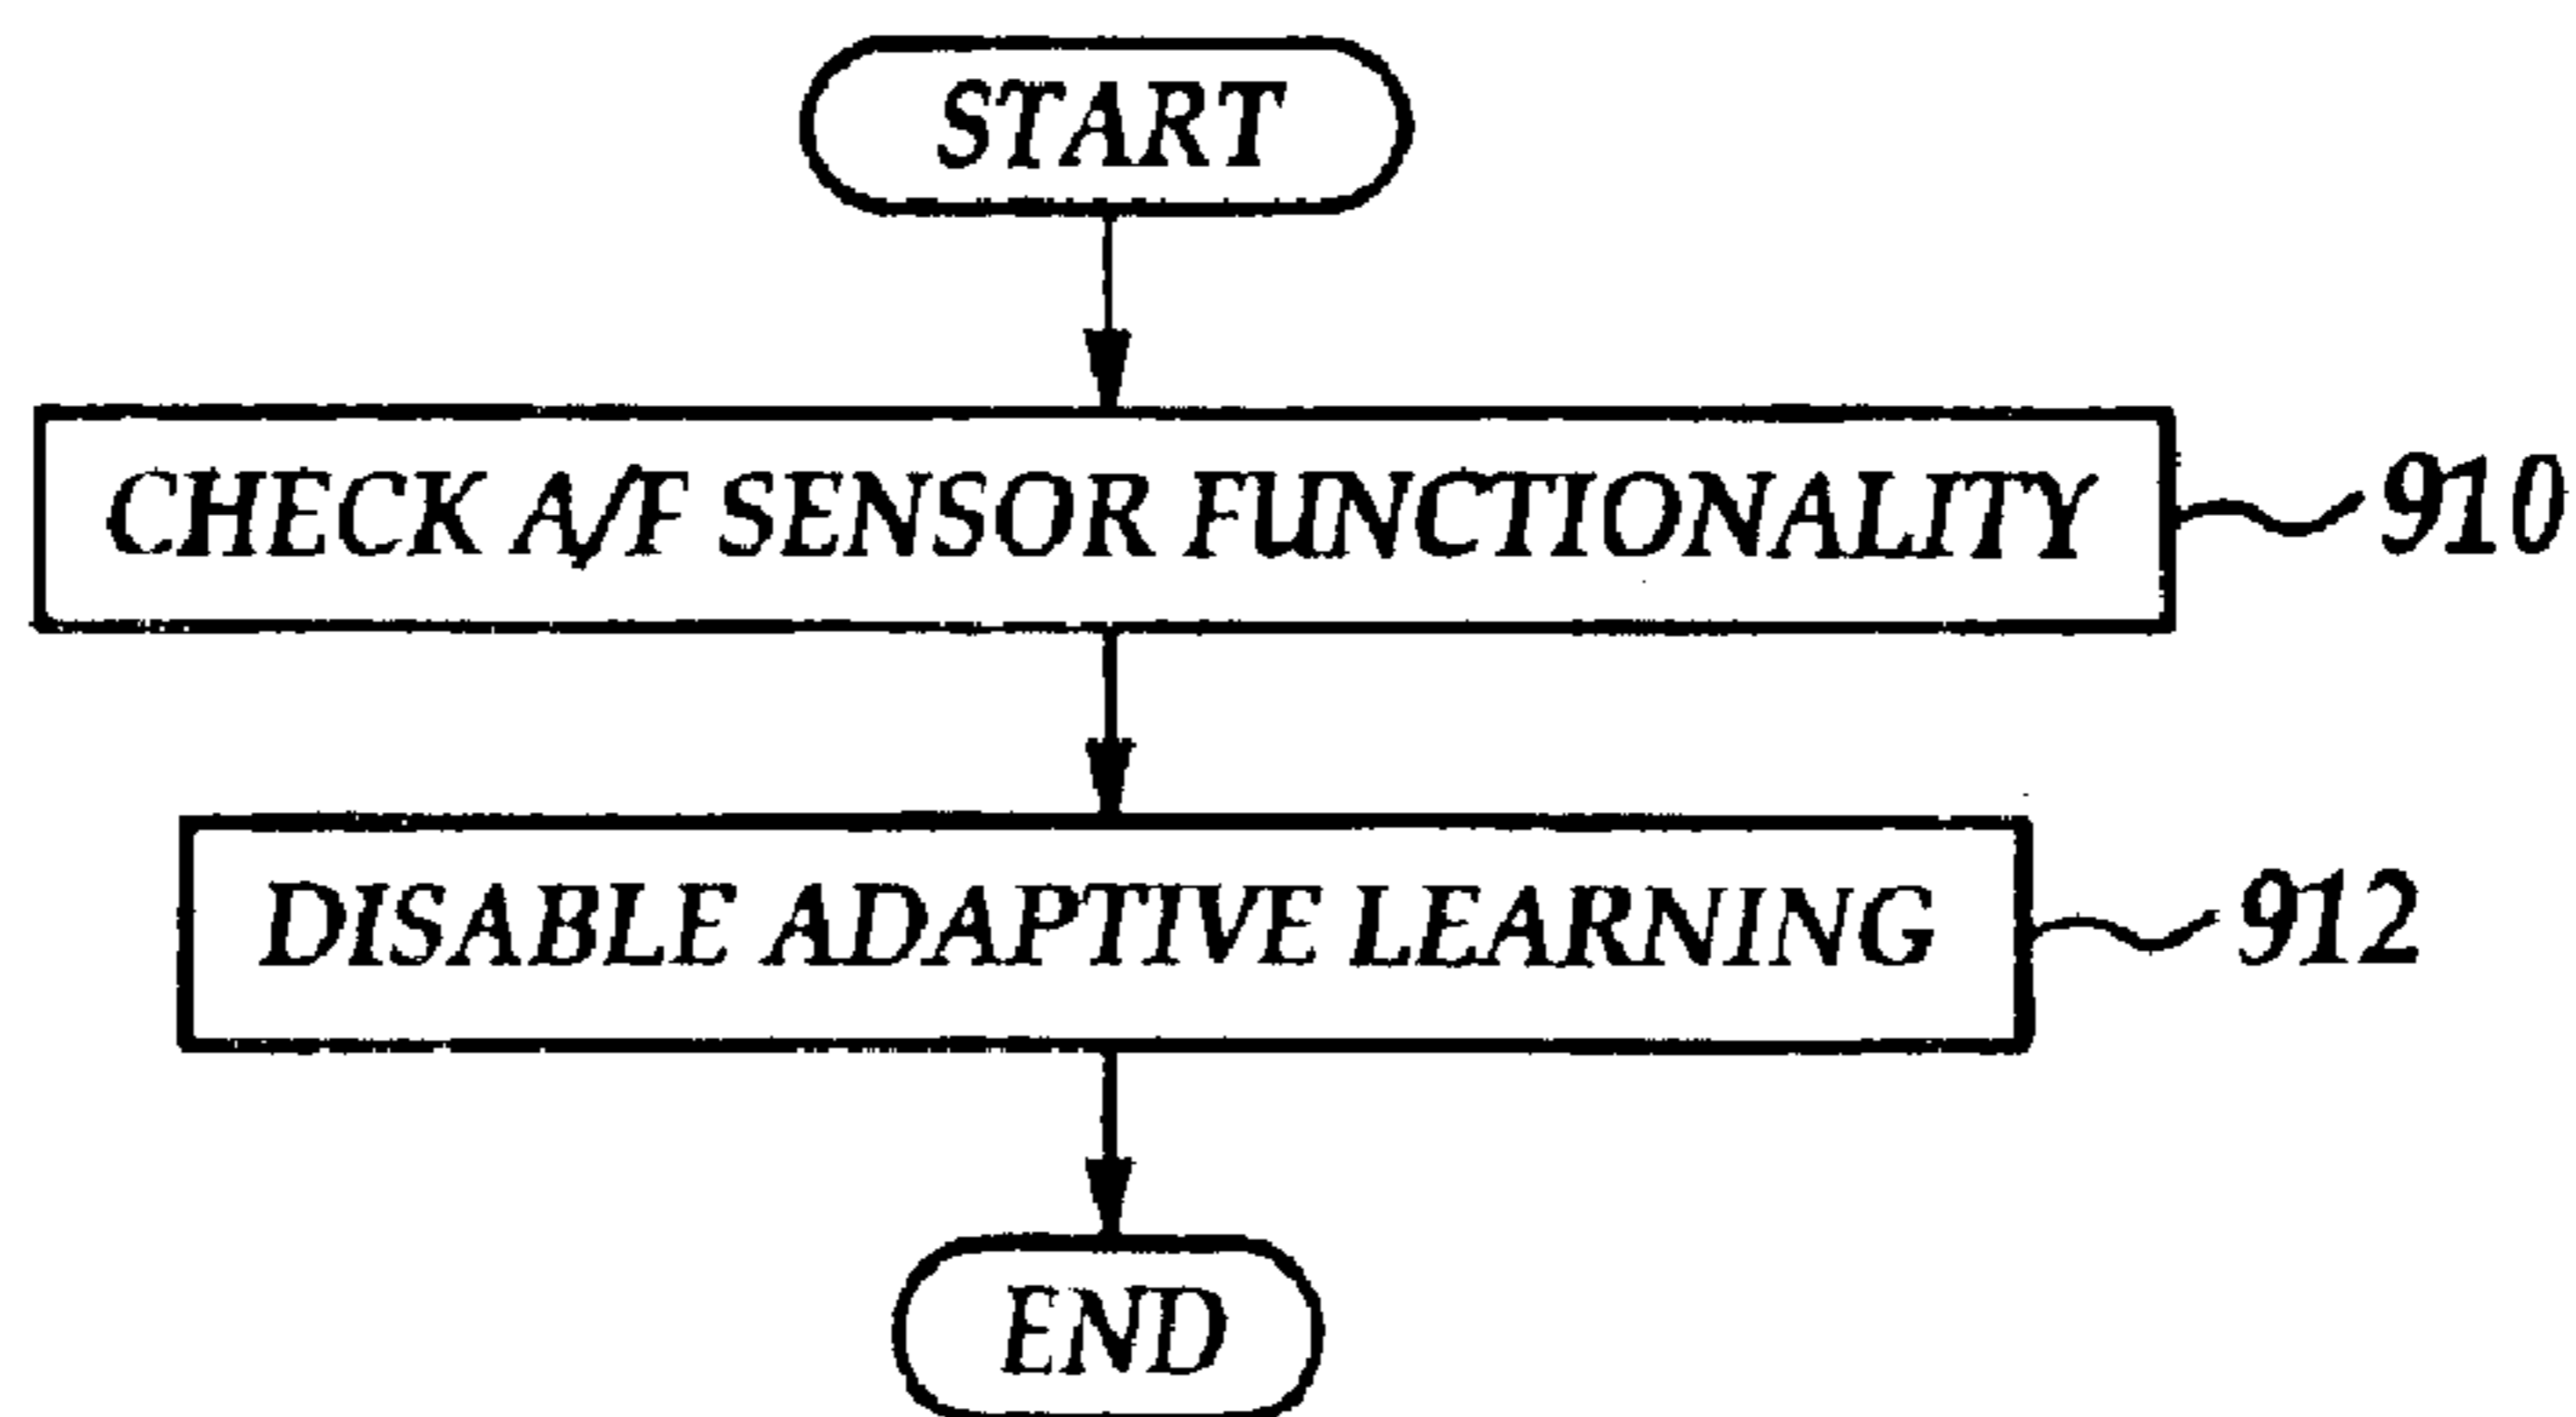 START
CHECK A/F SENSOR FUNCTIONALITY
910
DISABLE ADAPTIVE LEARNING
912
END